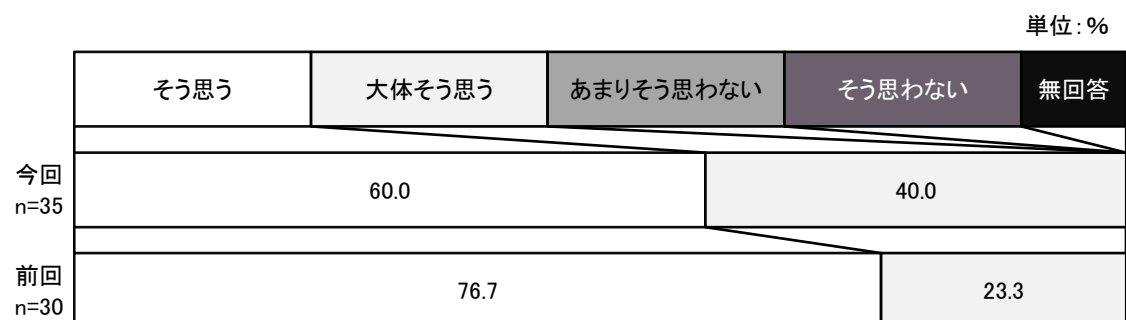 単位：％
そう思う 大体そう思う あまりそう思わない そう思わない 無回答
今回
n=35
60.0 40.0
前回
n=30
76.7 23.3